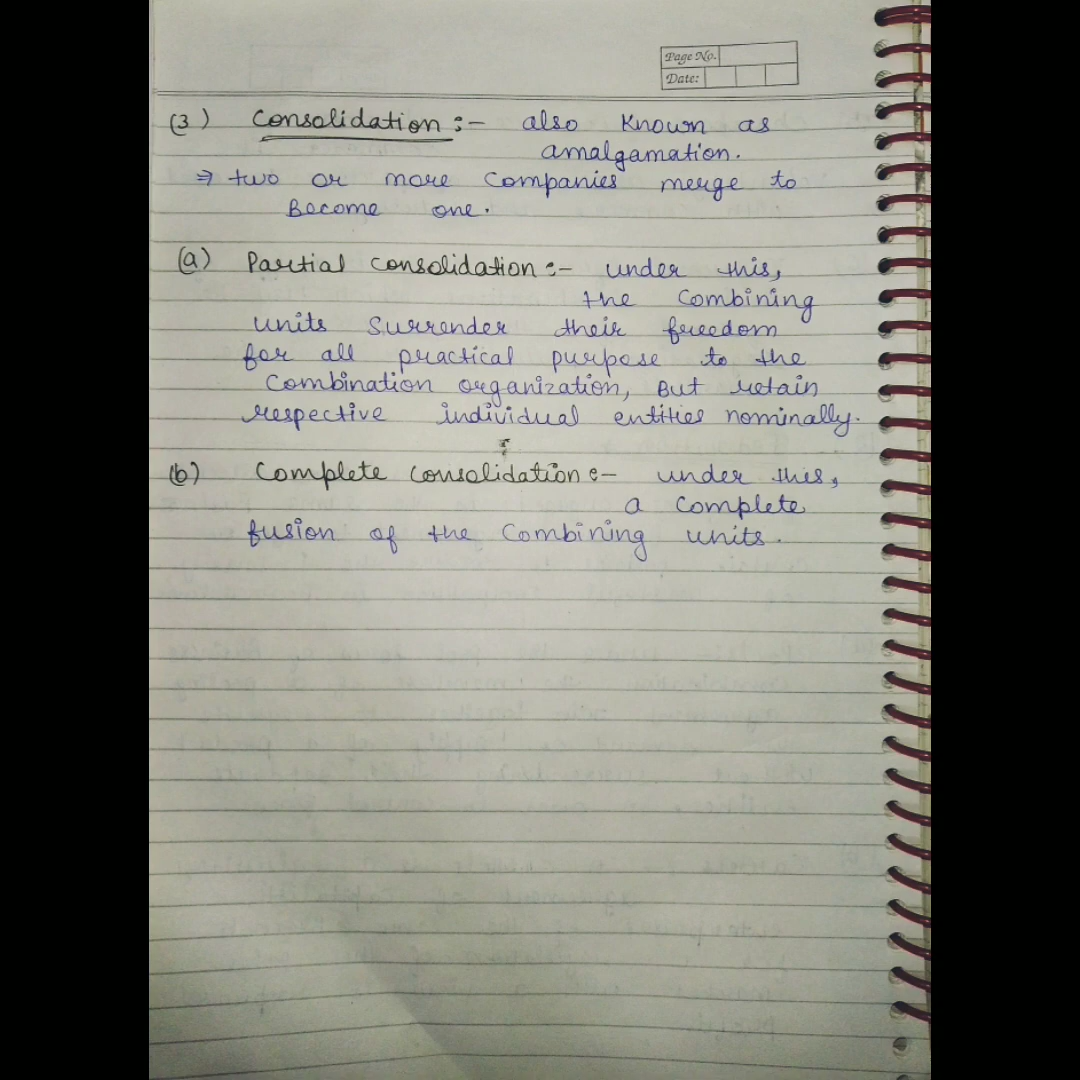 Page No.
Date:
(3) Consolidation :- also known as
amalgamation.
⇒ two or more companies merge to
Become one.
(a) Partial consolidation :- under this,
the combining
units surrender their freedom
for all practical purpose to the
combination organization, But retain
respective individual entities nominally.
(b) Complete consolidation :- under this,
a complete
fusion of the combining units.